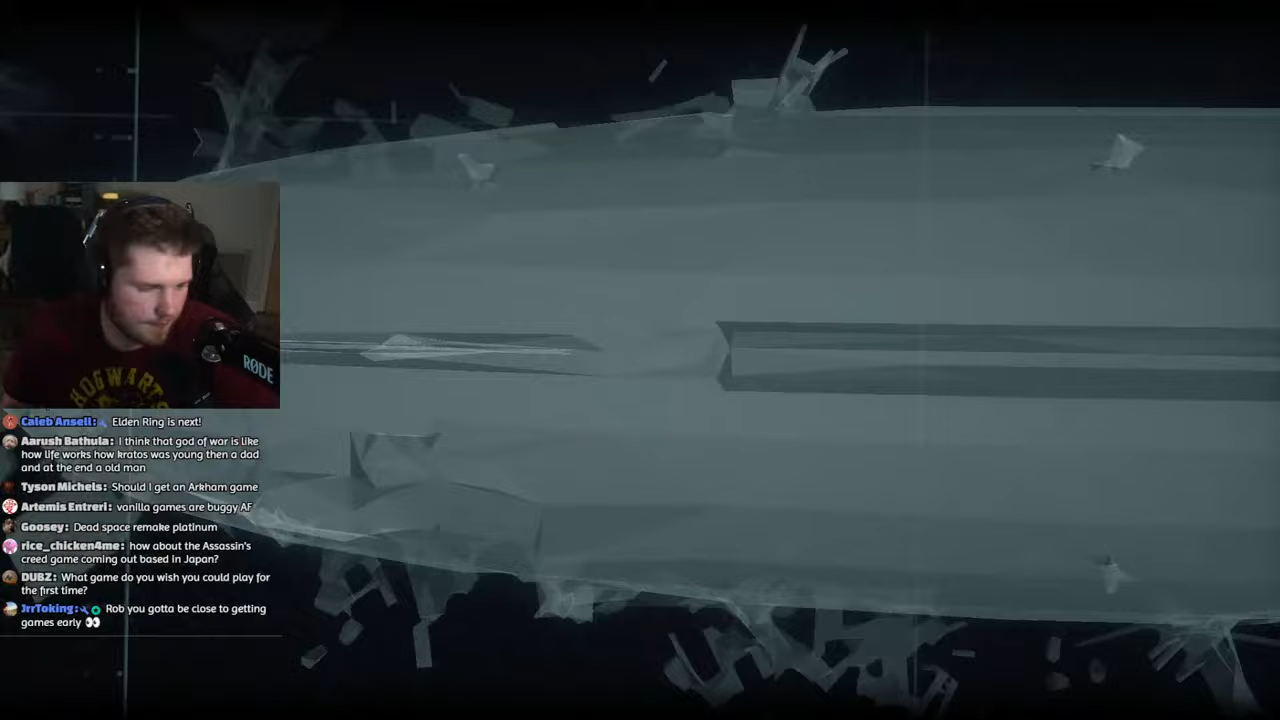 HOGWARTS
RØDE
Caleb Ansell: Elden Ring is next!
Aarush Bathula: I think that god of war is like
how life works how kratos was young then a dad
and at the end a old man
Tyson Michels: Should I get an Arkham game
Artemis Entreri: vanilla games are buggy AF
Goosey: Dead space remake platinum
rice_chicken4me: how about the Assassin's
creed game coming out based in Japan?
DUBZ: What game do you wish you could play for
the first time?
JrrToking: Rob you gotta be close to getting
games early 👀